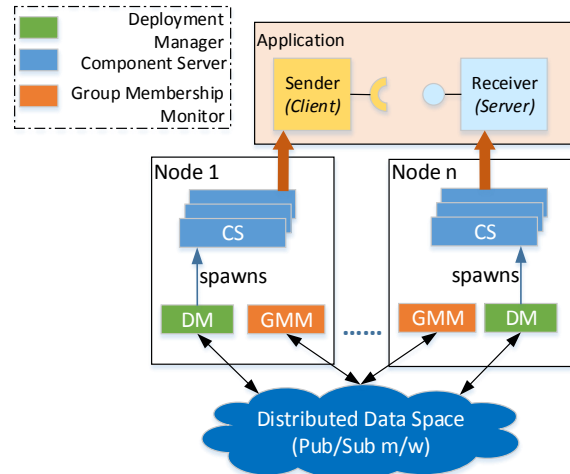 Deployment
Manager
Component Server
Group Membership
Monitor
Application
Sender
(Client)
Receiver
(Server)
Node 1
CS
spawns
DM
GMM
......
Node n
CS
spawns
GMM
DM
Distributed Data Space
(Pub/Sub m/w)